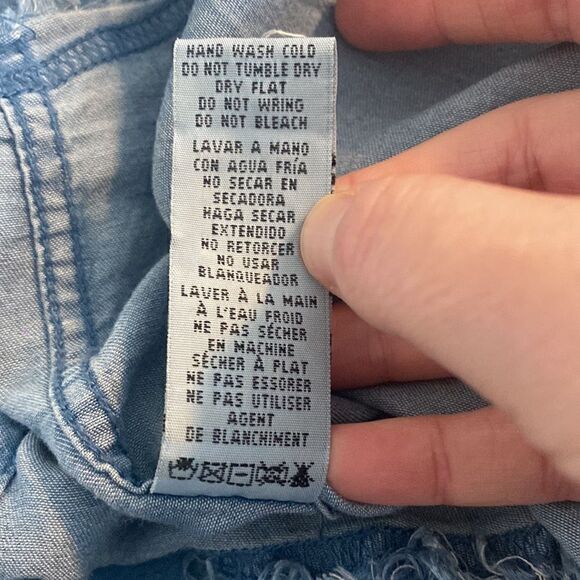 HAND WASH COLD
DO NOT TUMBLE DRY
DRY FLAT
DO NOT WRING
DO NOT BLEACH
LAVAR A MANO
CON AGUA FRÍA
NO SECAR EN
SECADORA
HAGA SECAR
EXTENDIDO
NO RETORCER
NO USAR
BLANQUEADOR
LAVER À LA MAIN
À L'EAU FROID
NE PAS SÉCHER
EN MACHINE
SÉCHER À PLAT
NE PAS ESSORER
NE PAS UTILISER
AGENT
DE BLANCHIMENT